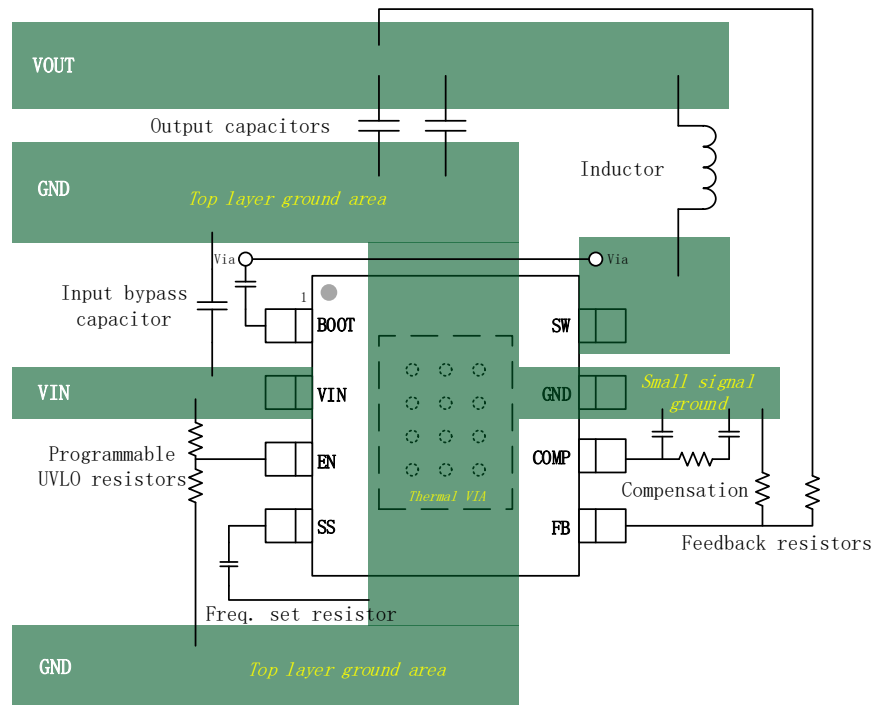 VOUT
Output capacitors
Inductor
GND
Top layer ground area
Via
Via
Input bypass
capacitor
1
BOOT
SW
VIN
VIN
GND
Small signal
ground
Programmable
UVLO resistors
EN
COMP
Compensation
Thermal VIA
SS
FB
Feedback resistors
Freq. set resistor
GND
Top layer ground area